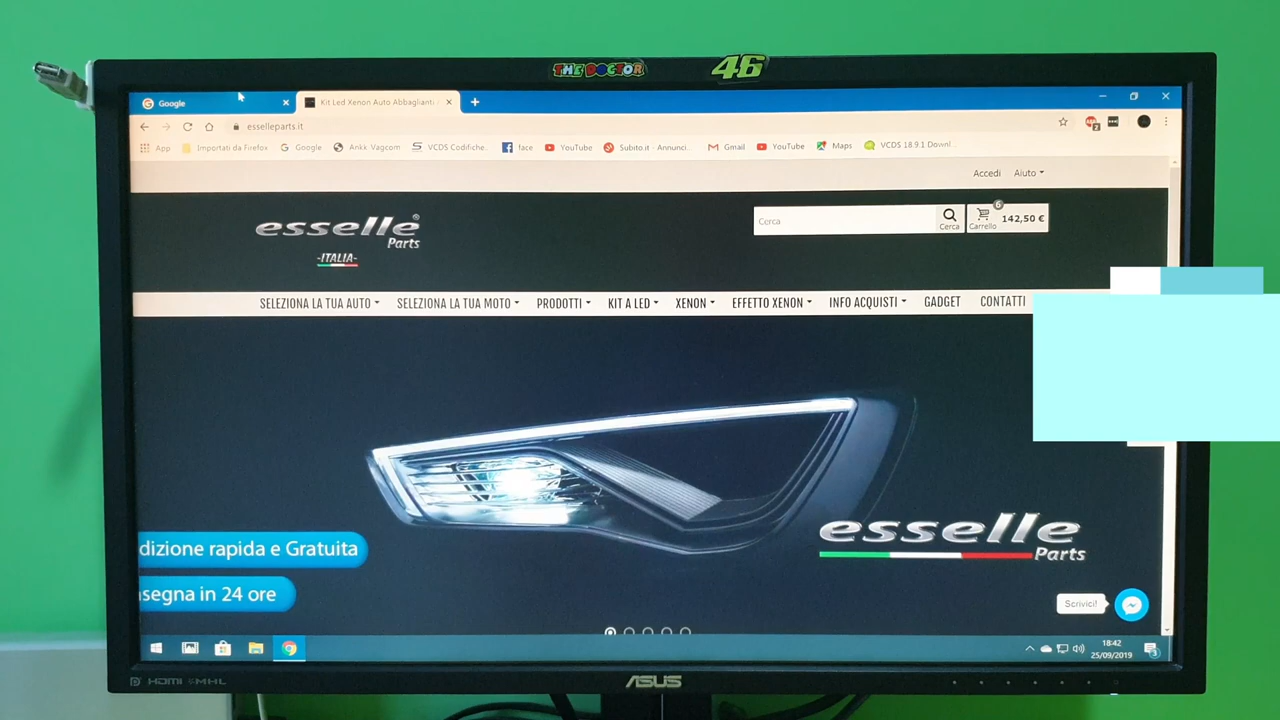 THE DOCTOR 46
Google
Kit Led Xenon Auto Abbaglianti
esselleparts.it
2
App Importati da Firefox Google Ankk Vagcom VCDS Codifiche... face YouTube Subito.it - Annunci... Gmail YouTube Maps VCDS 18.9.1 Downl...
Accedi Aiuto
esselle®
Parts
-ITALIA-
Cerca Cerca 6 Carrello 142,50 €
SELEZIONA LA TUA AUTO SELEZIONA LA TUA MOTO PRODOTTI KIT A LED XENON EFFETTO XENON INFO ACQUISTI GADGET CONTATTI
esselle
Parts
dizione rapida e Gratuita
segna in 24 ore
Scrivici!
18:42
25/09/2019
3
HDMI MHL
ASUS